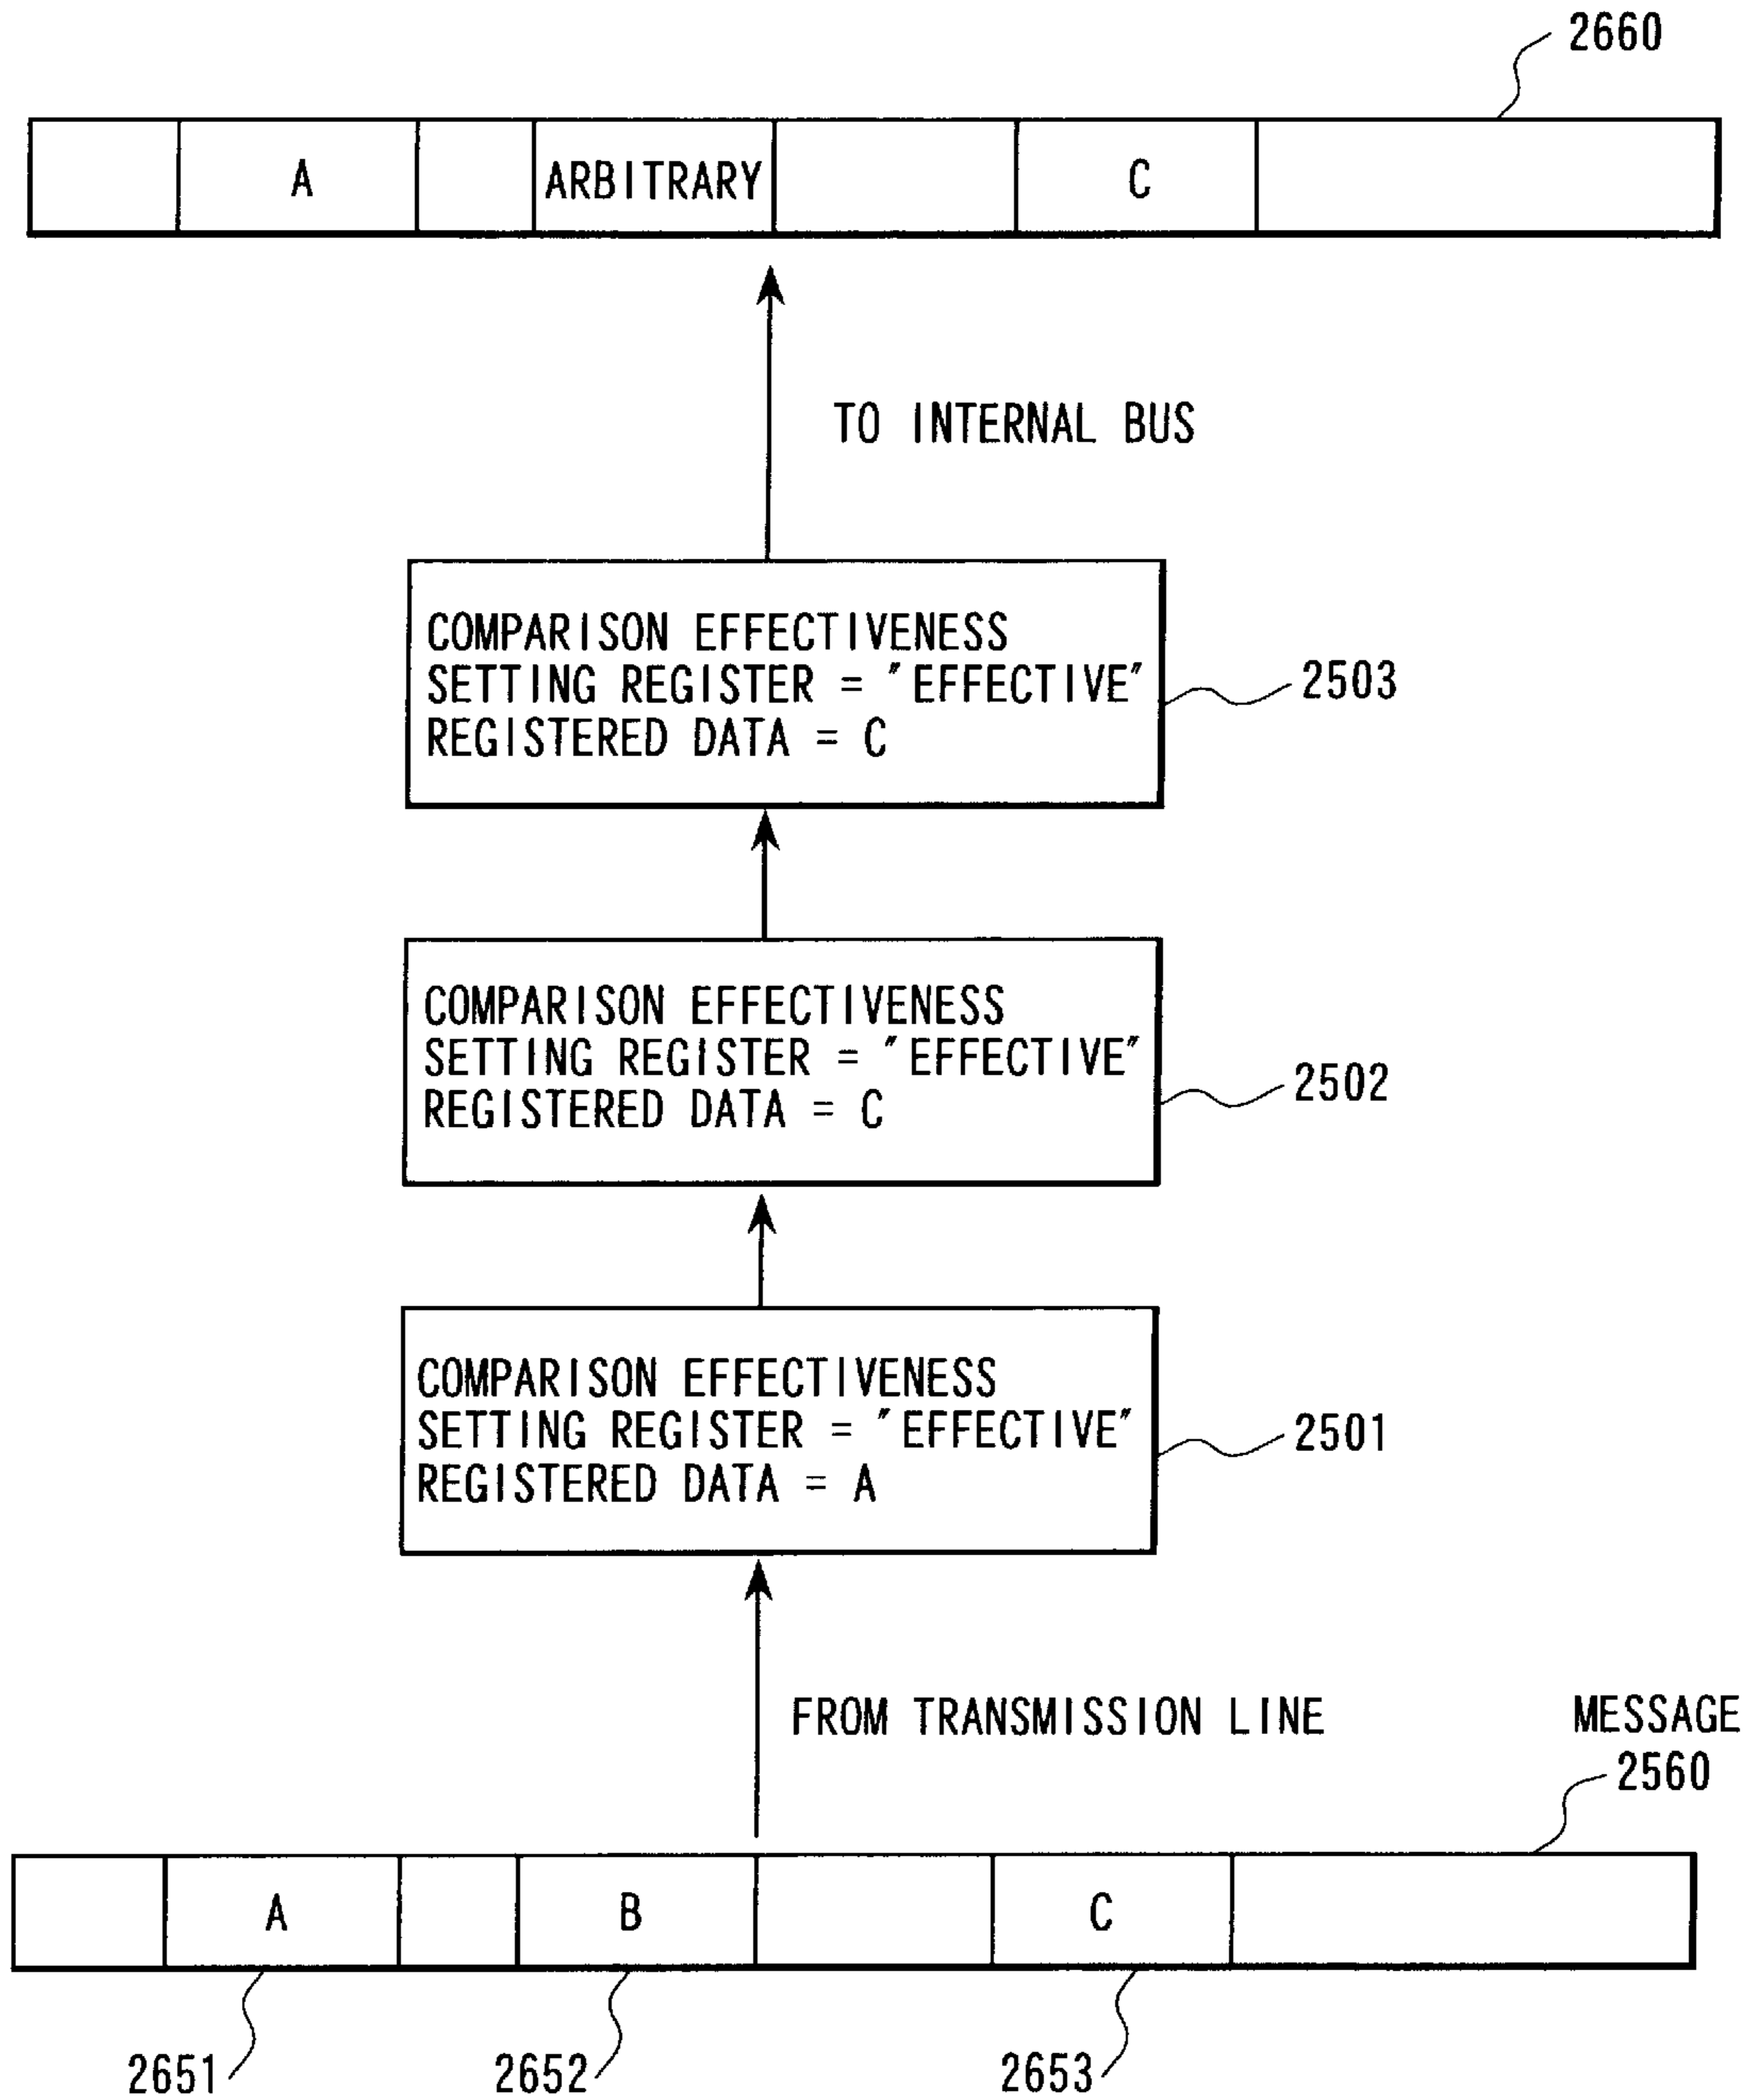 2660
A ARBITRARY C
TO INTERNAL BUS
COMPARISON EFFECTIVENESS
SETTING REGISTER = "EFFECTIVE"
REGISTERED DATA = C
2503
COMPARISON EFFECTIVENESS
SETTING REGISTER = "EFFECTIVE"
REGISTERED DATA = C
2502
COMPARISON EFFECTIVENESS
SETTING REGISTER = "EFFECTIVE"
REGISTERED DATA = A
2501
FROM TRANSMISSION LINE
MESSAGE
2560
A B C
2651 2652 2653